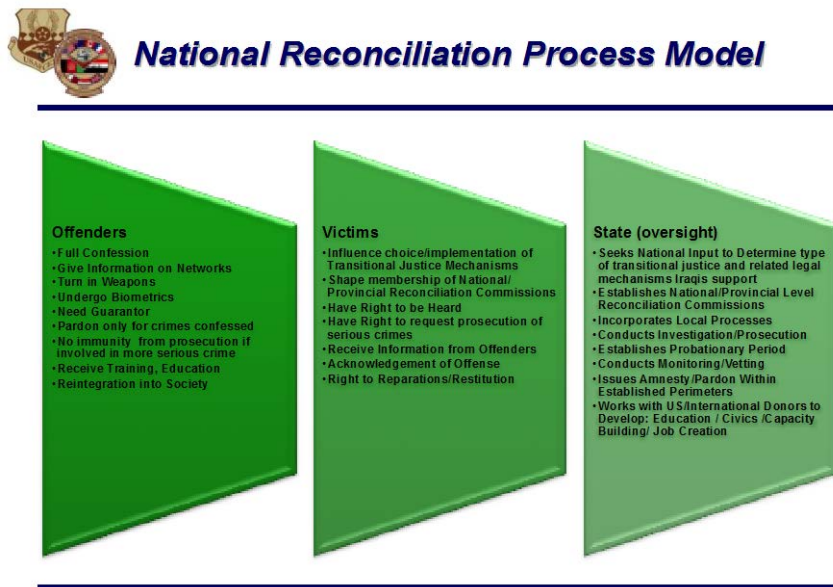 National Reconciliation Process Model
Offenders
•Full Confession
•Give Information on Networks
•Turn in Weapons
•Undergo Biometrics
•Need Guarantor
•Pardon only for crimes confessed
•No immunity from prosecution if
involved in more serious crime
•Receive Training, Education
•Reintegration into Society
Victims
•Influence choice/implementation of
Transitional Justice Mechanisms
•Shape membership of National/
Provincial Reconciliation Commissions
•Have Right to be Heard
•Have Right to request prosecution of
serious crimes
•Receive Information from Offenders
•Acknowledgement of Offense
•Right to Reparations/Restitution
State (oversight)
•Seeks National Input to Determine type
of transitional justice and related legal
mechanisms Iraqis support
•Establishes National/Provincial Level
Reconciliation Commissions
•Incorporates Local Processes
•Conducts Investigation/Prosecution
•Establishes Probationary Period
•Conducts Monitoring/Vetting
•Issues Amnesty/Pardon Within
Established Perimeters
•Works with US/International Donors to
Develop: Education / Civics /Capacity
Building/ Job Creation